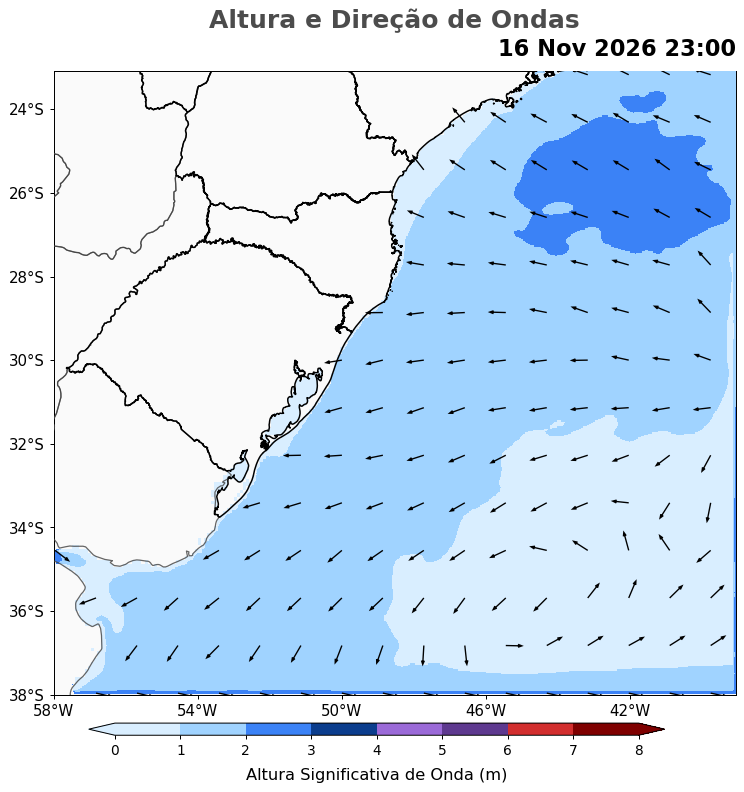 Altura e Direção de Ondas
16 Nov 2026 23:00
24°S
26°S
28°S
30°S
32°S
34°S
36°S
38°S
58°W 54°W 50°W 46°W 42°W
0 1 2 3 4 5 6 7 8
Altura Significativa de Onda (m)